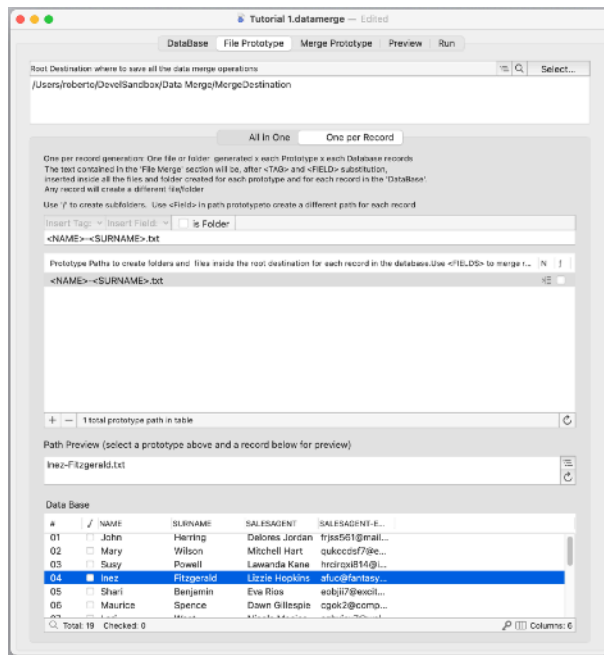 Tutorial 1.datamerge — Edited
DataBase File Prototype Merge Prototype Preview Run
Root Destination where to save all the data merge operations
Select...
/Users/roberto/DevelSandbox/Data Merge/MergeDestination
All in One One per Record
One per record generation: One file or folder generated x each Prototype x each Database records
The text contained in the 'File Merge' section will be, after <TAG> and <FIELD> substitution,
inserted inside all the files and folder created for each prototype and for each record in the 'DataBase'.
Any record will create a different file/folder
Use '/' to create subfolders. Use <Field> in path prototypeto create a different path for each record
Insert Tag: Insert Field: is Folder
<NAME>-<SURNAME>.txt
Prototype Paths to create folders and files inside the root destination for each record in the database.Use <FIELDS> to merge r... N
<NAME>-<SURNAME>.txt
+ − 1 total prototype path in table
Path Preview (select a prototype above and a record below for preview)
Inez-Fitzgerald.txt
Data Base
# ✓ NAME SURNAME SALESAGENT SALESAGENT-E...
01 John Herring Delores Jordan frjss561@mail...
02 Mary Wilson Mitchell Hart qukccdsf7@e...
03 Susy Powell Lawanda Kane hrcirqxi814@i...
04 Inez Fitzgerald Lizzie Hopkins afuc@fantasy...
05 Shari Benjamin Eva Rios eobjii7@excit...
06 Maurice Spence Dawn Gillespie cgok2@comp...
Total: 19 Checked: 0 Columns: 6